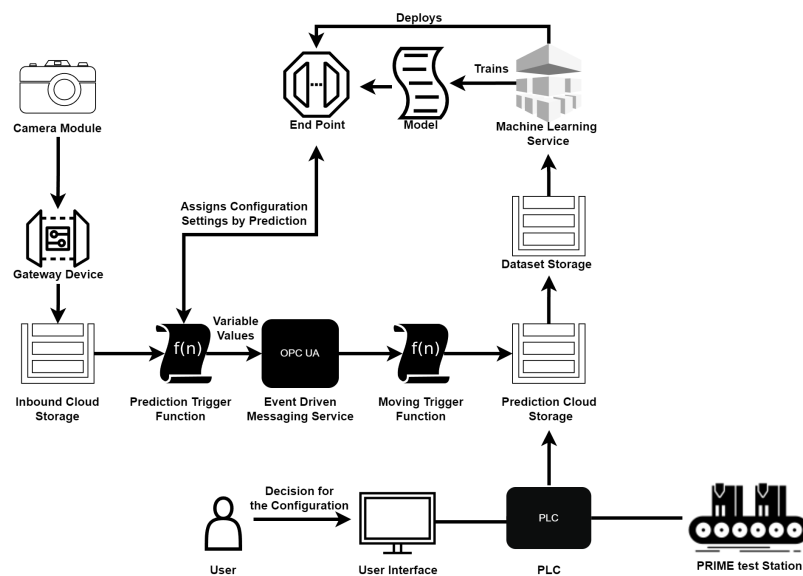 Deploys
Trains
End Point
Model
Machine Learning
Service
Camera Module
Assigns Configuration
Settings by Prediction
Gateway Device
Dataset Storage
Variable
Values
f(n)
OPC UA
f(n)
Inbound Cloud
Storage
Prediction Trigger
Function
Event Driven
Messaging Service
Moving Trigger
Function
Prediction Cloud
Storage
Decision for
the Configuration
PLC
User
User Interface
PLC
PRIME test Station